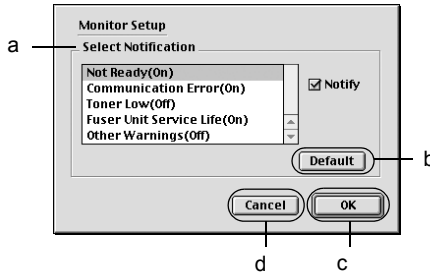 Monitor Setup
a
Select Notification
Not Ready(On)
Communication Error(On)
Toner Low(Off)
Fuser Unit Service Life(On)
Other Warnings(Off)
Notify
Default
b
Cancel
OK
d
c